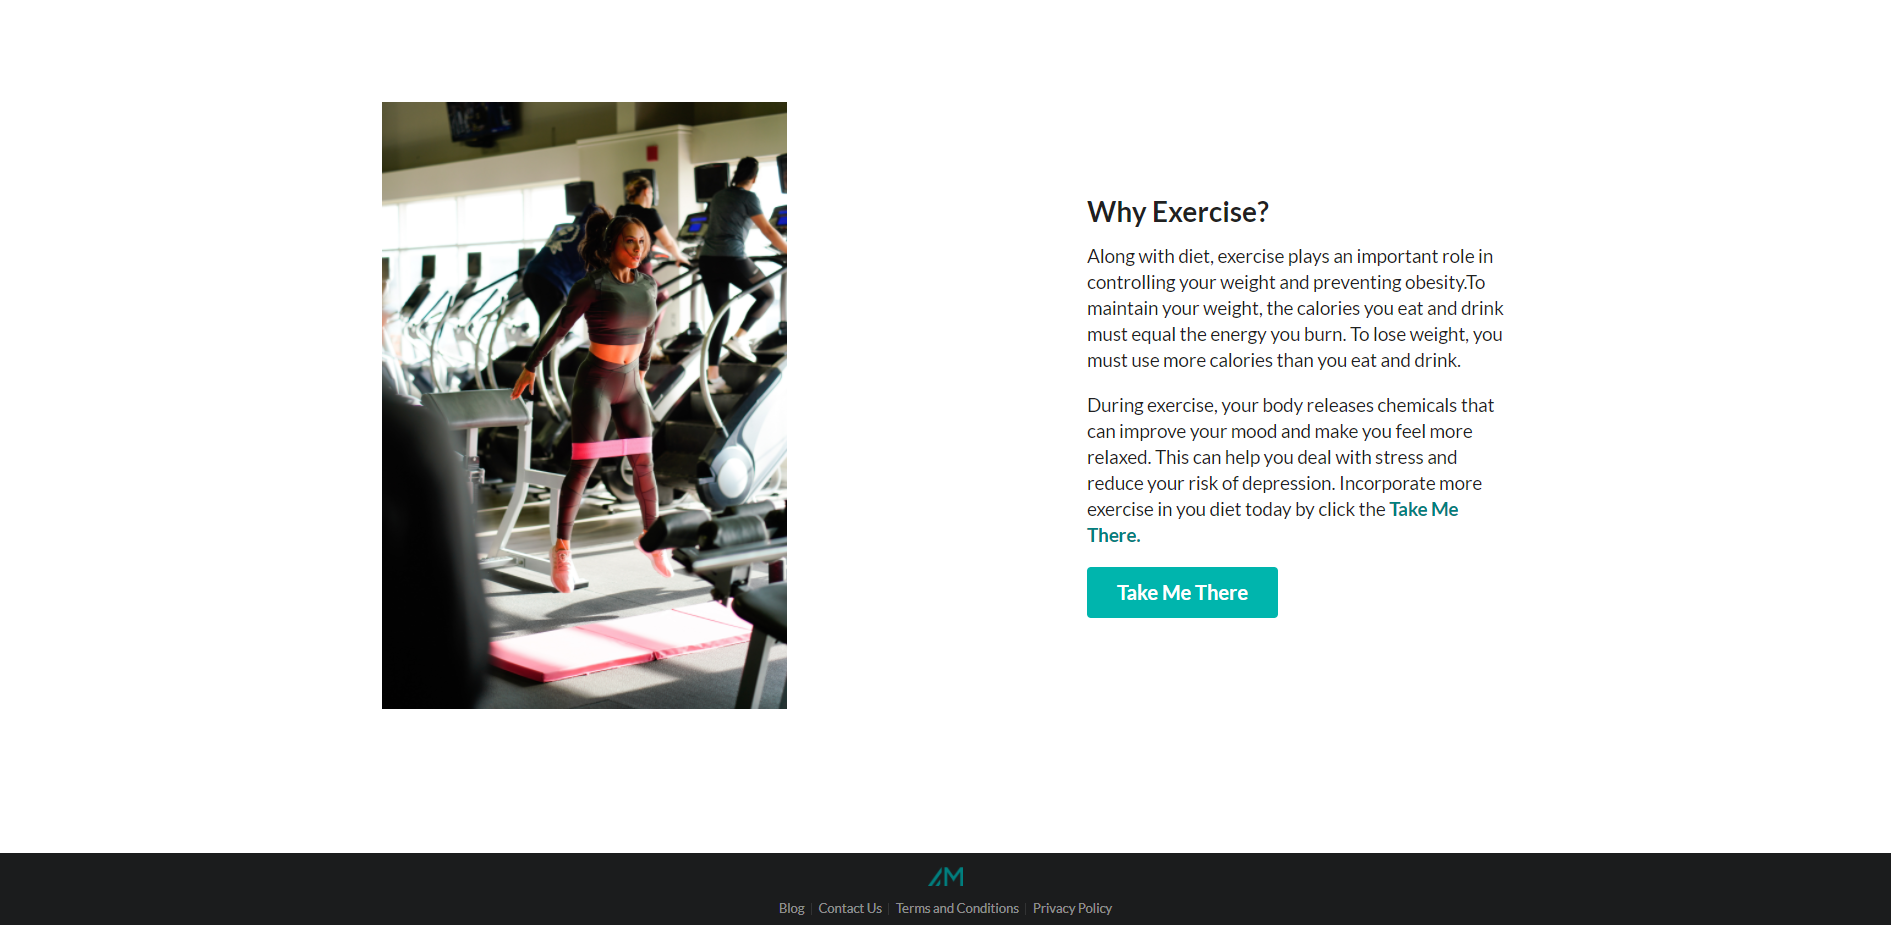 Why Exercise?
Along with diet, exercise plays an important role in
controlling your weight and preventing obesity.To
maintain your weight, the calories you eat and drink
must equal the energy you burn. To lose weight, you
must use more calories than you eat and drink.
During exercise, your body releases chemicals that
can improve your mood and make you feel more
relaxed. This can help you deal with stress and
reduce your risk of depression. Incorporate more
exercise in you diet today by click the Take Me
There.
Take Me There
AM
Blog | Contact Us | Terms and Conditions | Privacy Policy